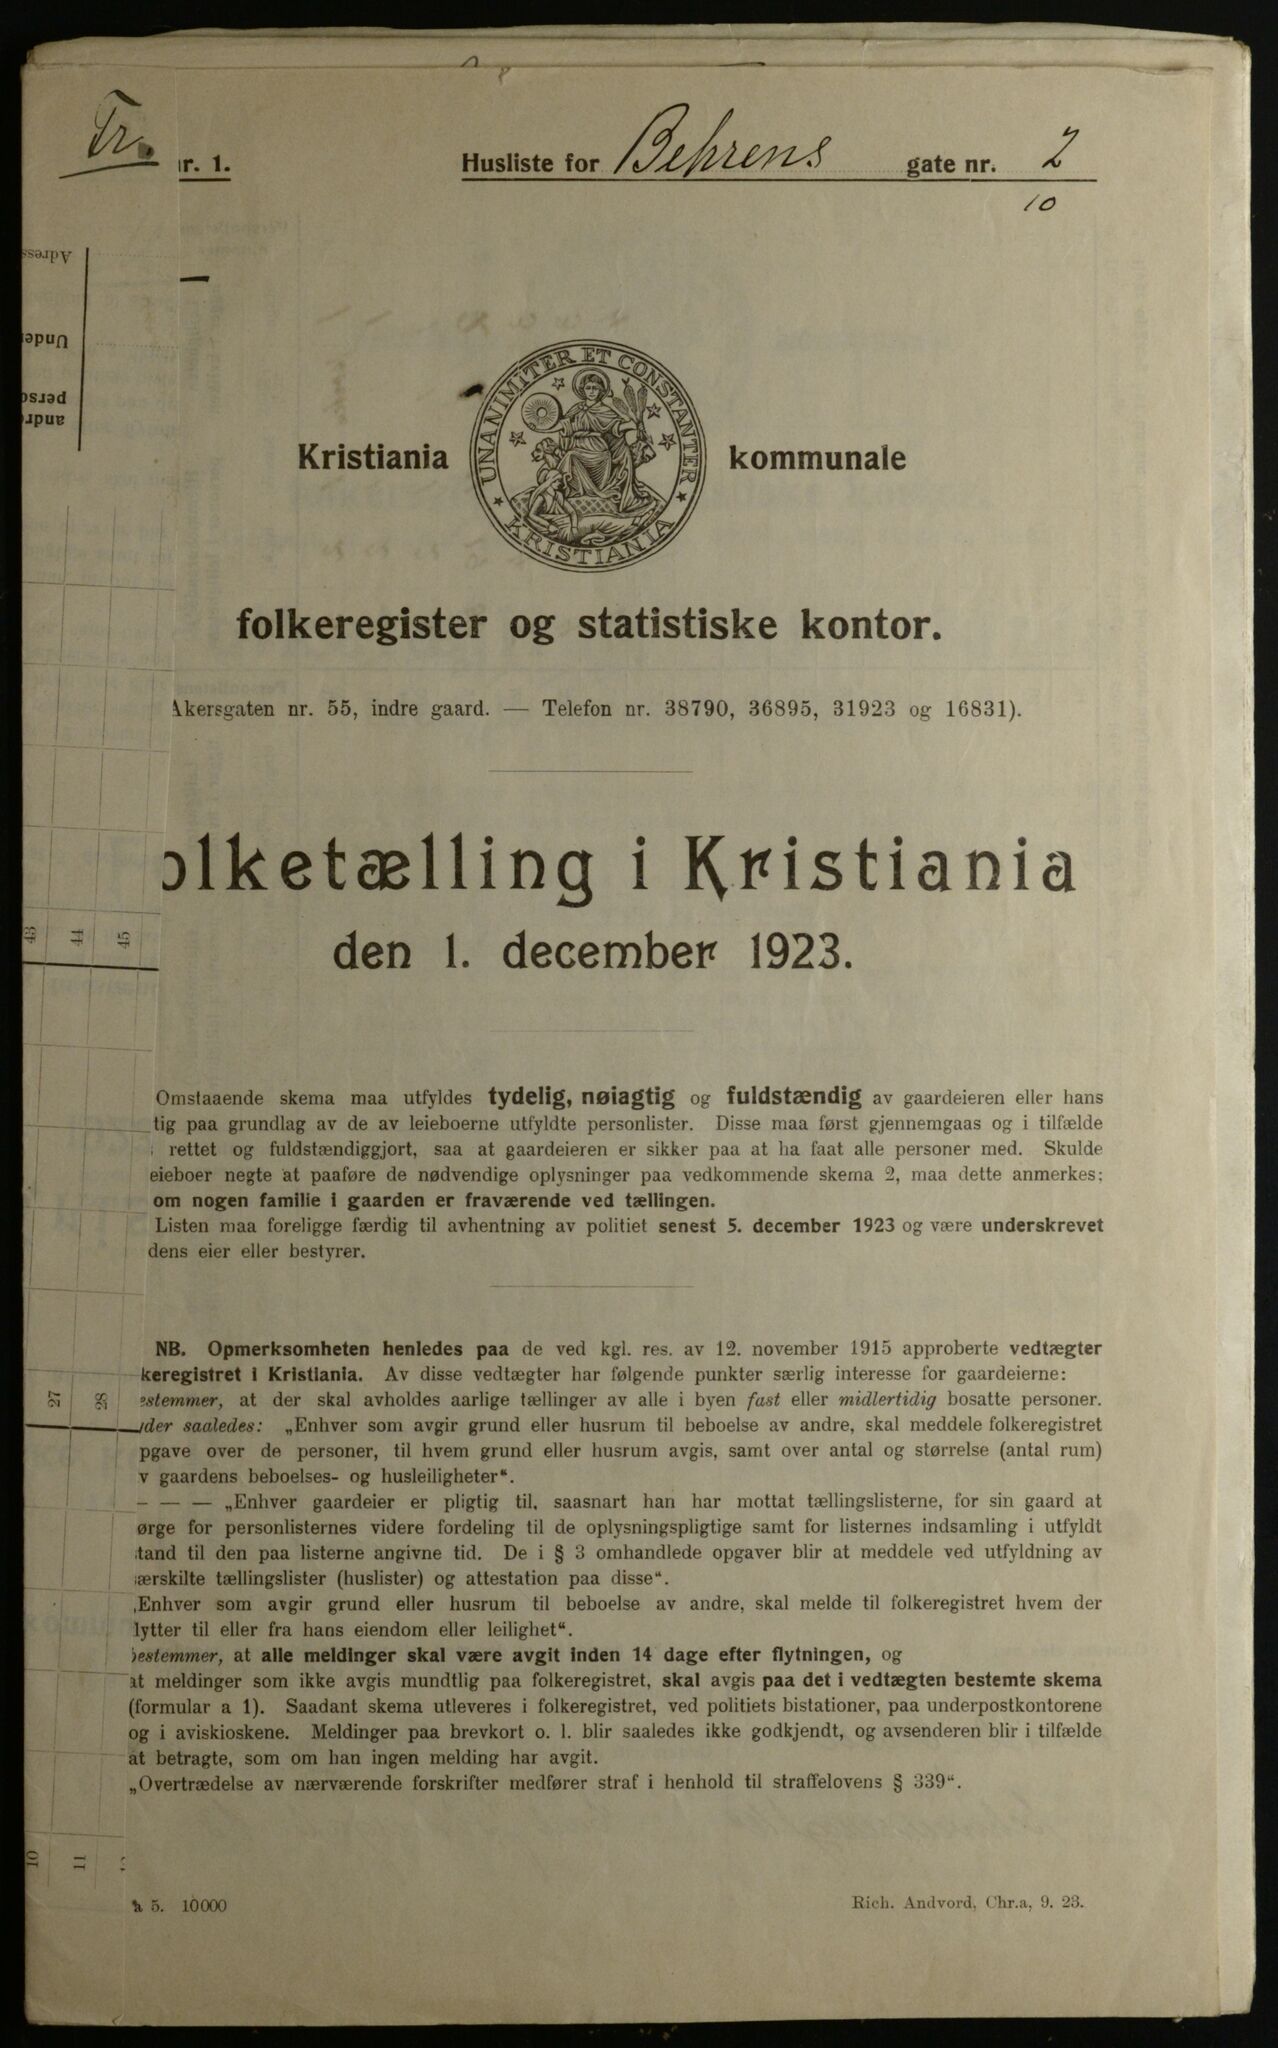 Fr.
nr. 1.
Husliste for Behrens gate nr. 2
10
Adress
Under
perso
andre
UNANIMITER ET CONSTANTER
KRISTIANIA
Kristiania kommunale
folkeregister og statistiske kontor.
Akersgaten nr. 55, indre gaard. — Telefon nr. 38790, 36895, 31923 og 16831).
olketælling i Kristiania
den 1. december 1923.
43 44 45
Omstaaende skema maa utfyldes tydelig, nøiagtig og fuldstændig av gaardeieren eller hans
tig paa grundlag av de av leieboerne utfyldte personlister. Disse maa først gjennemgaas og i tilfælde
rettet og fuldstændiggjort, saa at gaardeieren er sikker paa at ha faat alle personer med. Skulde
eieboer negte at paaføre de nødvendige oplysninger paa vedkommende skema 2, maa dette anmerkes;
om nogen familie i gaarden er fraværende ved tællingen.
Listen maa foreligge færdig til avhentning av politiet senest 5. december 1923 og være underskrevet
dens eier eller bestyrer.
NB. Opmerksomheten henledes paa de ved kgl. res. av 12. november 1915 approberte vedtægter
keregistret i Kristiania. Av disse vedtægter har følgende punkter særlig interesse for gaardeierne:
estemmer, at der skal avholdes aarlige tællinger av alle i byen fast eller midlertidig bosatte personer.
27 28
der saaledes: „Enhver som avgir grund eller husrum til beboelse av andre, skal meddele folkeregistret
pgave over de personer, til hvem grund eller husrum avgis, samt over antal og størrelse (antal rum)
v gaardens beboelses- og husleiligheter“.
— — — „Enhver gaardeier er pligtig til, saasnart han har mottat tællingslisterne, for sin gaard at
ørge for personlisternes videre fordeling til de oplysningspligtige samt for listernes indsamling i utfyldt
tand til den paa listerne angivne tid. De i § 3 omhandlede opgaver blir at meddele ved utfyldning av
ærskilte tællingslister (huslister) og attestation paa disse“.
Enhver som avgir grund eller husrum til beboelse av andre, skal melde til folkeregistret hvem der
lytter til eller fra hans eiendom eller leilighet“.
bestemmer, at alle meldinger skal være avgit inden 14 dage efter flytningen, og
at meldinger som ikke avgis mundtlig paa folkeregistret, skal avgis paa det i vedtægten bestemte skema
(formular a 1). Saadant skema utleveres i folkeregistret, ved politiets bistationer, paa underpostkontorene
og i aviskioskene. Meldinger paa brevkort o. l. blir saaledes ikke godkjendt, og avsenderen blir i tilfælde
at betragte, som om han ingen melding har avgit.
„Overtrædelse av nærværende forskrifter medfører straf i henhold til straffelovens § 339“.
10 11
5. 10000
Rich. Andvord, Chr.a, 9. 23.